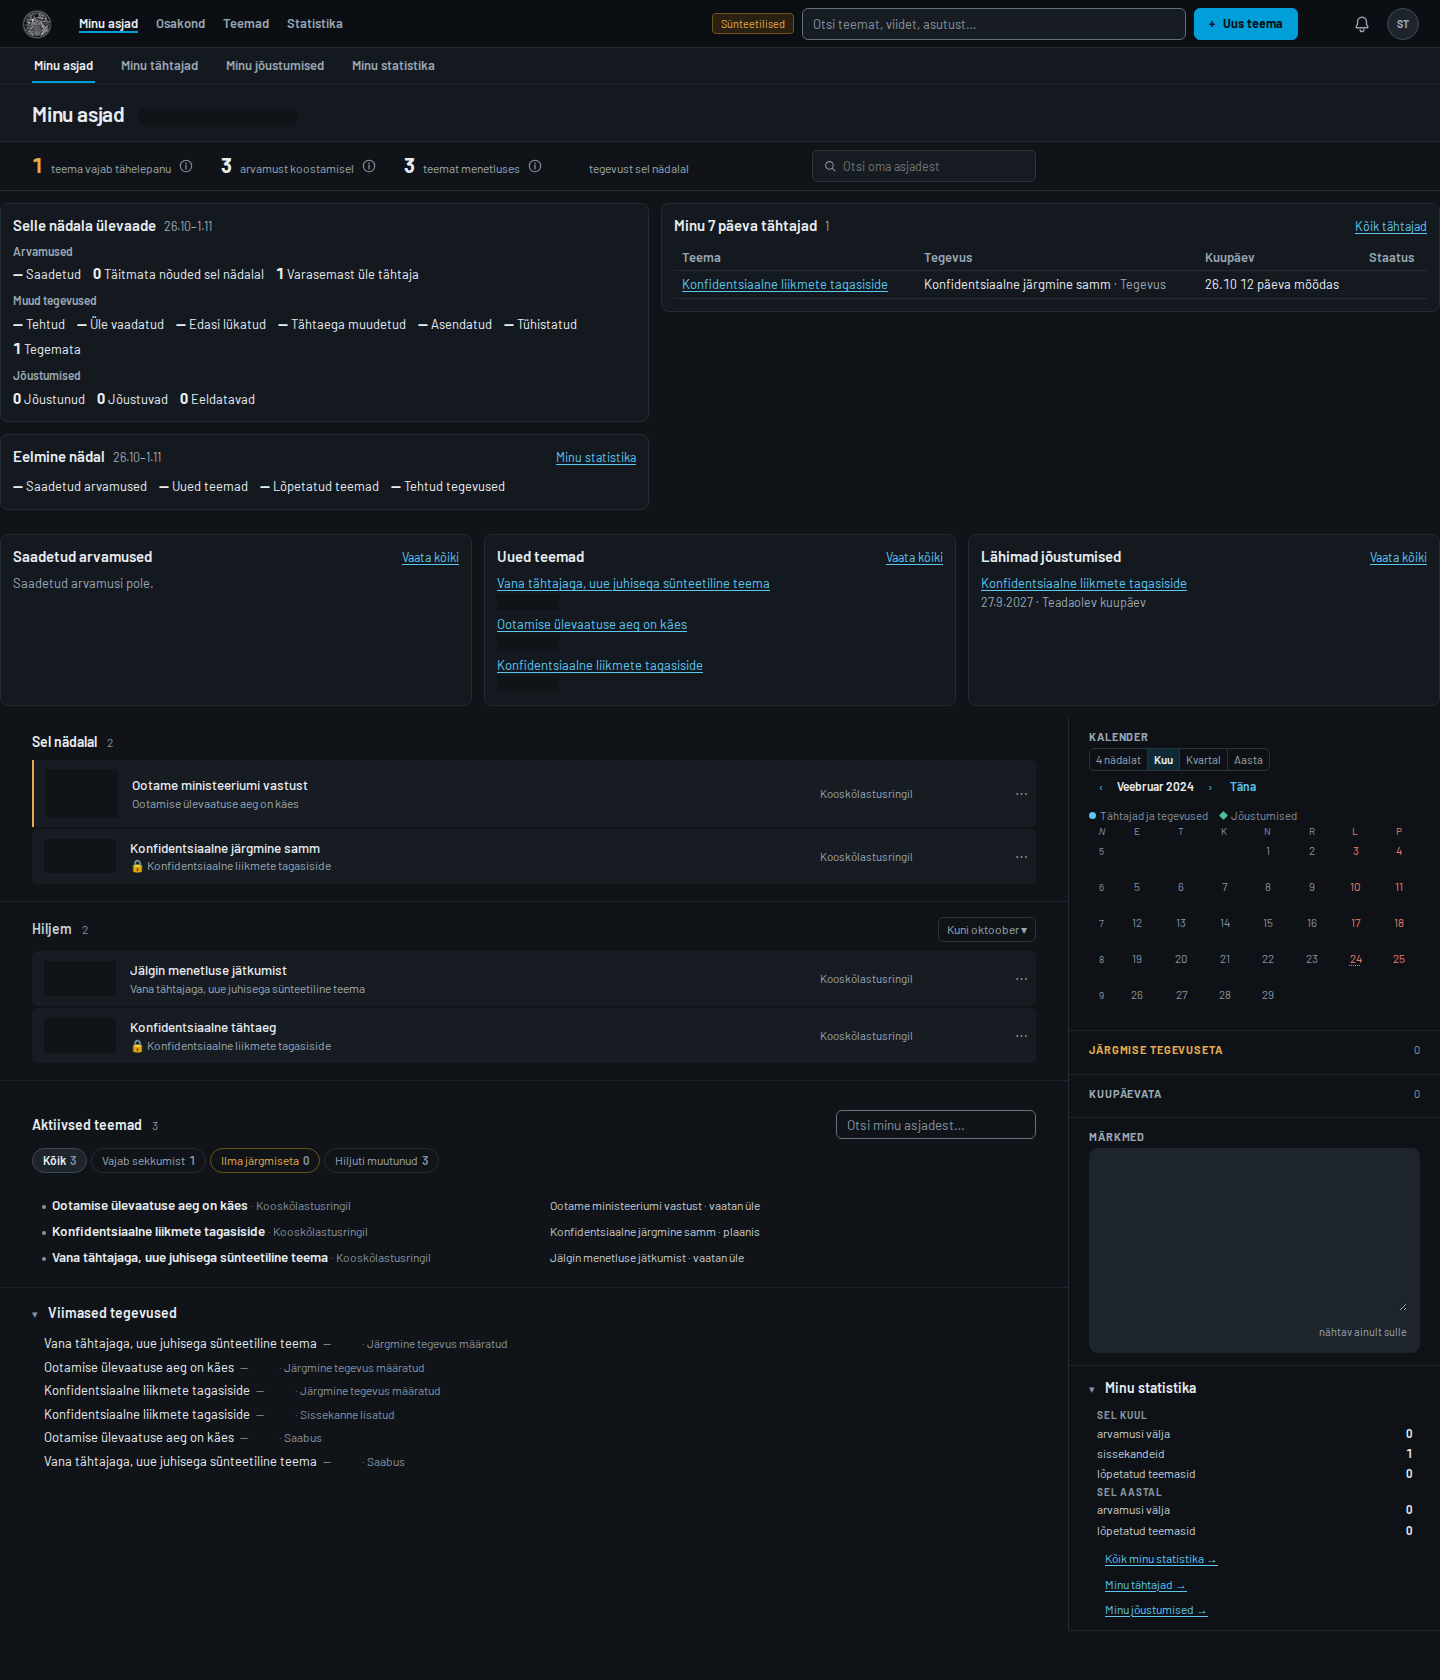 Minu asjad
Osakond
Teemad
Statistika
Sünteetilised
Otsi teemat, viidet, asutust...
+ Uus teema
ST
Minu asjad
Minu tähtajad
Minu jõustumised
Minu statistika
Minu asjad
1 teema vajab tähelepanu
3 arvamust koostamisel
3 teemat menetluses
tegevust sel nädalal
Otsi oma asjadest
Selle nädala ülevaade 26.10–1.11
Arvamused
– Saadetud 0 Täitmata nõuded sel nädalal 1 Varasemast üle tähtaja
Muud tegevused
– Tehtud – Üle vaadatud – Edasi lükatud – Tähtaega muudetud – Asendatud – Tühistatud
1 Tegemata
Jõustumised
0 Jõustunud 0 Jõustuvad 0 Eeldatavad
Minu 7 päeva tähtajad 1
Kõik tähtajad
Teema Tegevus Kuupäev Staatus
Konfidentsiaalne liikmete tagasiside Konfidentsiaalne järgmine samm · Tegevus 26.10 12 päeva möödas
Eelmine nädal 26.10–1.11
Minu statistika
– Saadetud arvamused – Uued teemad – Lõpetatud teemad – Tehtud tegevused
Saadetud arvamused
Vaata kõiki
Saadetud arvamusi pole.
Uued teemad
Vaata kõiki
Vana tähtajaga, uue juhisega sünteetiline teema
Ootamise ülevaatuse aeg on käes
Konfidentsiaalne liikmete tagasiside
Lähimad jõustumised
Vaata kõiki
Konfidentsiaalne liikmete tagasiside
27.9.2027 · Teadaolev kuupäev
Sel nädalal 2
Ootame ministeeriumi vastust
Ootamise ülevaatuse aeg on käes
Kooskõlastusringil
Konfidentsiaalne järgmine samm
🔒 Konfidentsiaalne liikmete tagasiside
Kooskõlastusringil
Hiljem 2
Kuni oktoober ▾
Jälgin menetluse jätkumist
Vana tähtajaga, uue juhisega sünteetiline teema
Kooskõlastusringil
Konfidentsiaalne tähtaeg
🔒 Konfidentsiaalne liikmete tagasiside
Kooskõlastusringil
Aktiivsed teemad 3
Otsi minu asjadest...
Kõik 3
Vajab sekkumist 1
Ilma järgmiseta 0
Hiljuti muutunud 3
Ootamise ülevaatuse aeg on käes · Kooskõlastusringil
Ootame ministeeriumi vastust · vaatan üle
Konfidentsiaalne liikmete tagasiside · Kooskõlastusringil
Konfidentsiaalne järgmine samm · plaanis
Vana tähtajaga, uue juhisega sünteetiline teema · Kooskõlastusringil
Jälgin menetluse jätkumist · vaatan üle
▾ Viimased tegevused
Vana tähtajaga, uue juhisega sünteetiline teema — · Järgmine tegevus määratud
Ootamise ülevaatuse aeg on käes — · Järgmine tegevus määratud
Konfidentsiaalne liikmete tagasiside — · Järgmine tegevus määratud
Konfidentsiaalne liikmete tagasiside — · Sissekanne lisatud
Ootamise ülevaatuse aeg on käes — · Saabus
Vana tähtajaga, uue juhisega sünteetiline teema — · Saabus
KALENDER
4 nädalat Kuu Kvartal Aasta
‹ Veebruar 2024 › Täna
Tähtajad ja tegevused Jõustumised
N E T K N R L P
5 1 2 3 4
6 5 6 7 8 9 10 11
7 12 13 14 15 16 17 18
8 19 20 21 22 23 24 25
9 26 27 28 29
JÄRGMISE TEGEVUSETA 0
KUUPÄEVATA 0
MÄRKMED
nähtav ainult sulle
▾ Minu statistika
SEL KUUL
arvamusi välja 0
sissekandeid 1
lõpetatud teemasid 0
SEL AASTAL
arvamusi välja 0
lõpetatud teemasid 0
Kõik minu statistika →
Minu tähtajad →
Minu jõustumised →